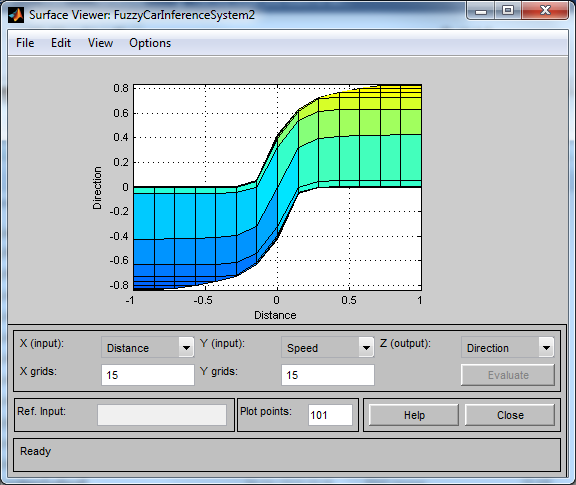 Surface Viewer: FuzzyCarInferenceSystem2
File Edit View Options
0.8
0.6
0.4
0.2
0
-0.2
-0.4
-0.6
-0.8
Direction
-1 -0.5 0 0.5 1
Distance
X (input): Distance Y (input): Speed Z (output): Direction
X grids: 15 Y grids: 15 Evaluate
Ref. Input: Plot points: 101 Help Close
Ready